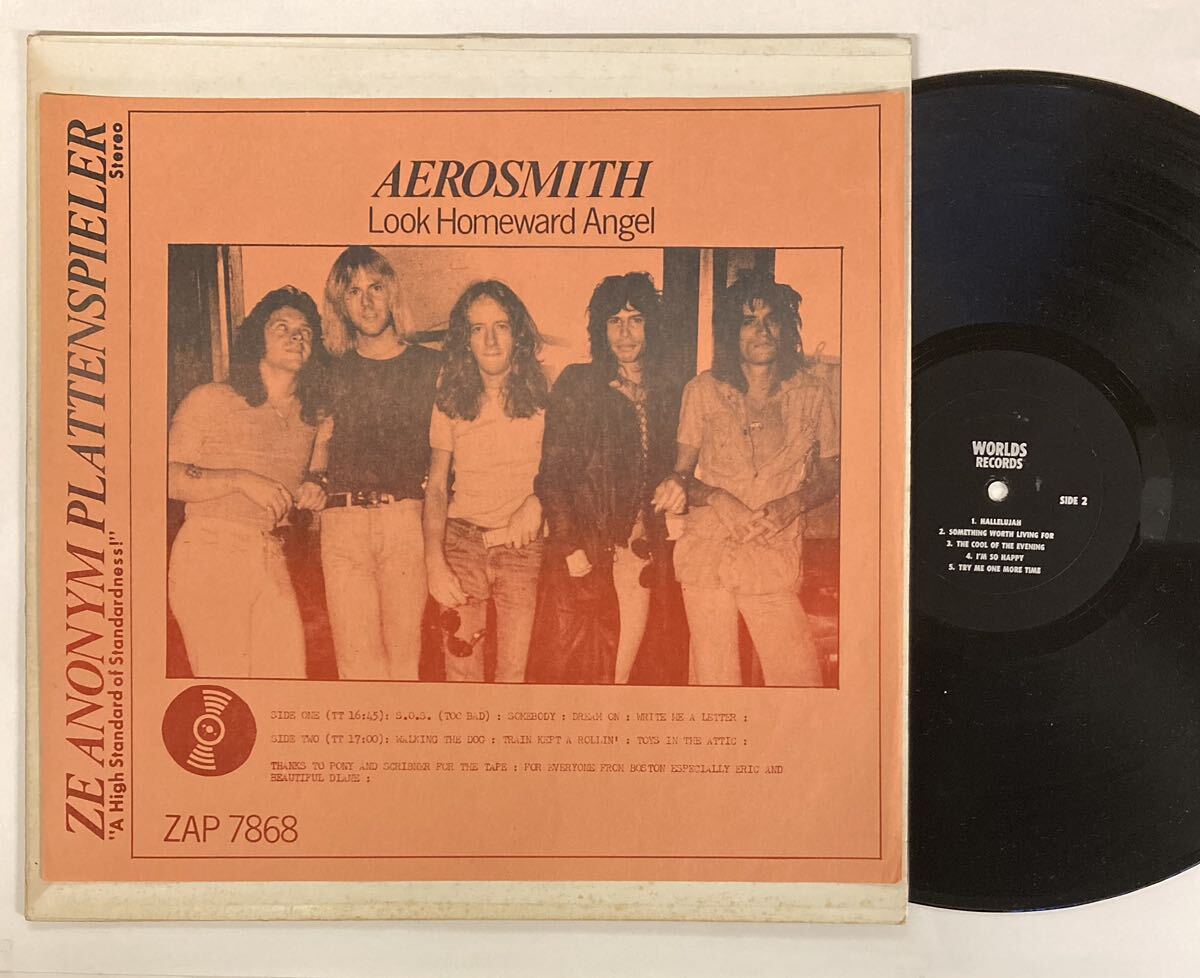 ZE ANONYM PLATTENSPIELER
Stereo
"A High Standard of Standardness!"
AEROSMITH
Look Homeward Angel
SIDE ONE (TT 16:45): S.O.S. (TOO BAD) : SOMEBODY : DREAM ON : WRITE ME A LETTER :
SIDE TWO (TT 17:00): WALKING THE DOG : TRAIN KEPT A ROLLIN' : TOYS IN THE ATTIC :
THANKS TO PONY AND SCRIBNER FOR THE TAPE : FOR EVERYONE FROM BOSTON ESPECIALLY ERIC AND
BEAUTIFUL DIANE :
ZAP 7868
WORLDS
RECORDS
SIDE 2
1. HALLELUJAH
2. SOMETHING WORTH LIVING FOR
3. THE COOL OF THE EVENING
4. I'M SO HAPPY
5. TRY ME ONE MORE TIME